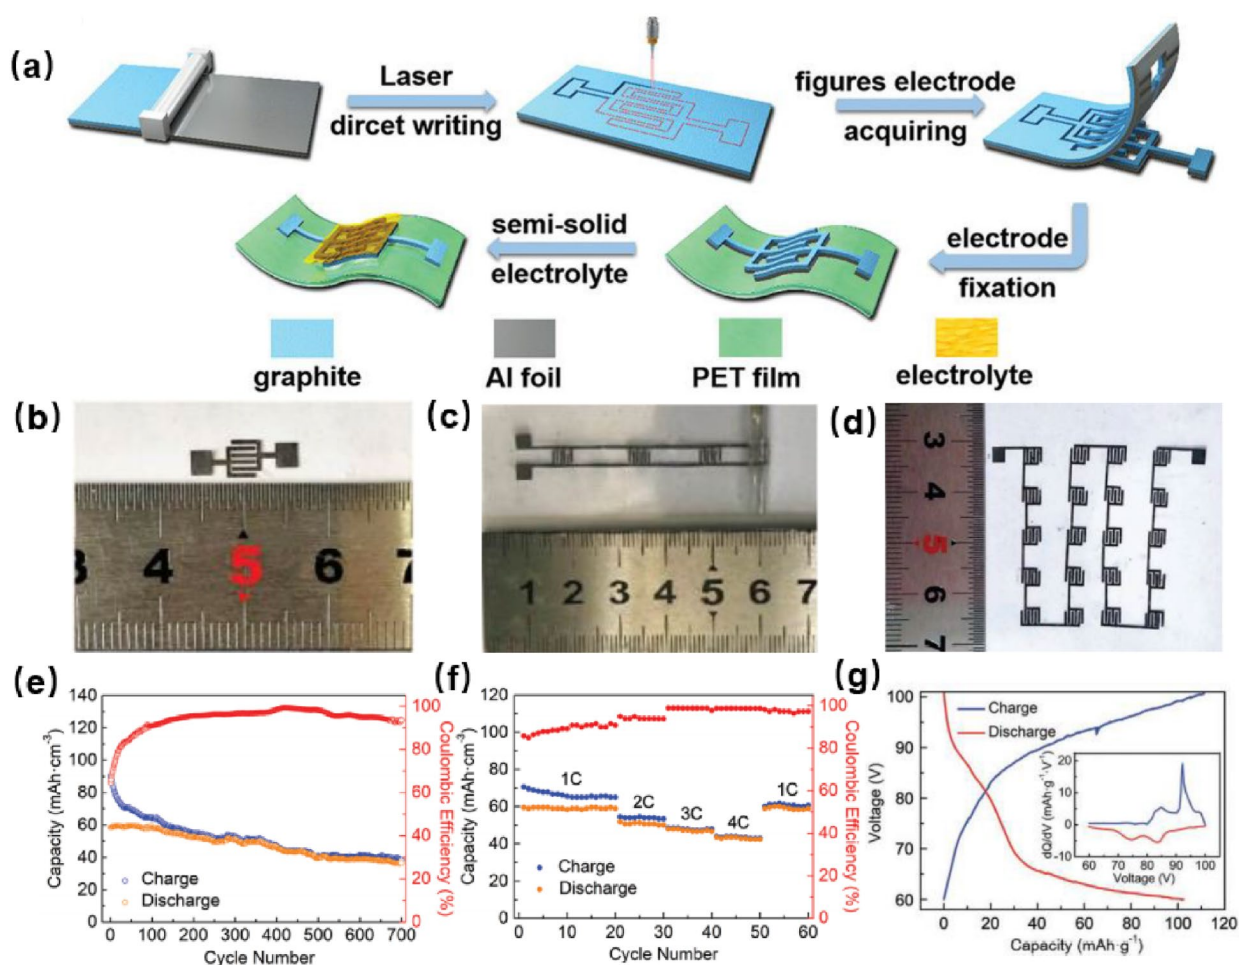 (a)
Laser
dircet writing
figures electrode
acquiring
semi-solid
electrolyte
electrode
fixation
graphite
Al foil
PET film
electrolyte
(b)
3 4 5 6 7
(c)
1 2 3 4 5 6 7
(d)
3
4
5
6
7
(e)
140
120
100
80
60
40
20
0
Capacity (mAh·cm⁻³)
100
80
60
40
20
0
Coulombic Efficiency (%)
Charge
Discharge
0 100 200 300 400 500 600 700
Cycle Number
(f)
120
100
80
60
40
20
0
Capacity (mAh·cm⁻³)
100
80
60
40
20
0
Coulombic Efficiency (%)
1C
2C
3C
4C
1C
Charge
Discharge
0 10 20 30 40 50 60
Cycle Number
(g)
100
90
80
70
60
Voltage (V)
Charge
Discharge
20
10
0
-10
dQ/dV (mAh·g⁻¹·V⁻¹)
60 70 80 90 100
Voltage (V)
0 20 40 60 80 100 120
Capacity (mAh·g⁻¹)